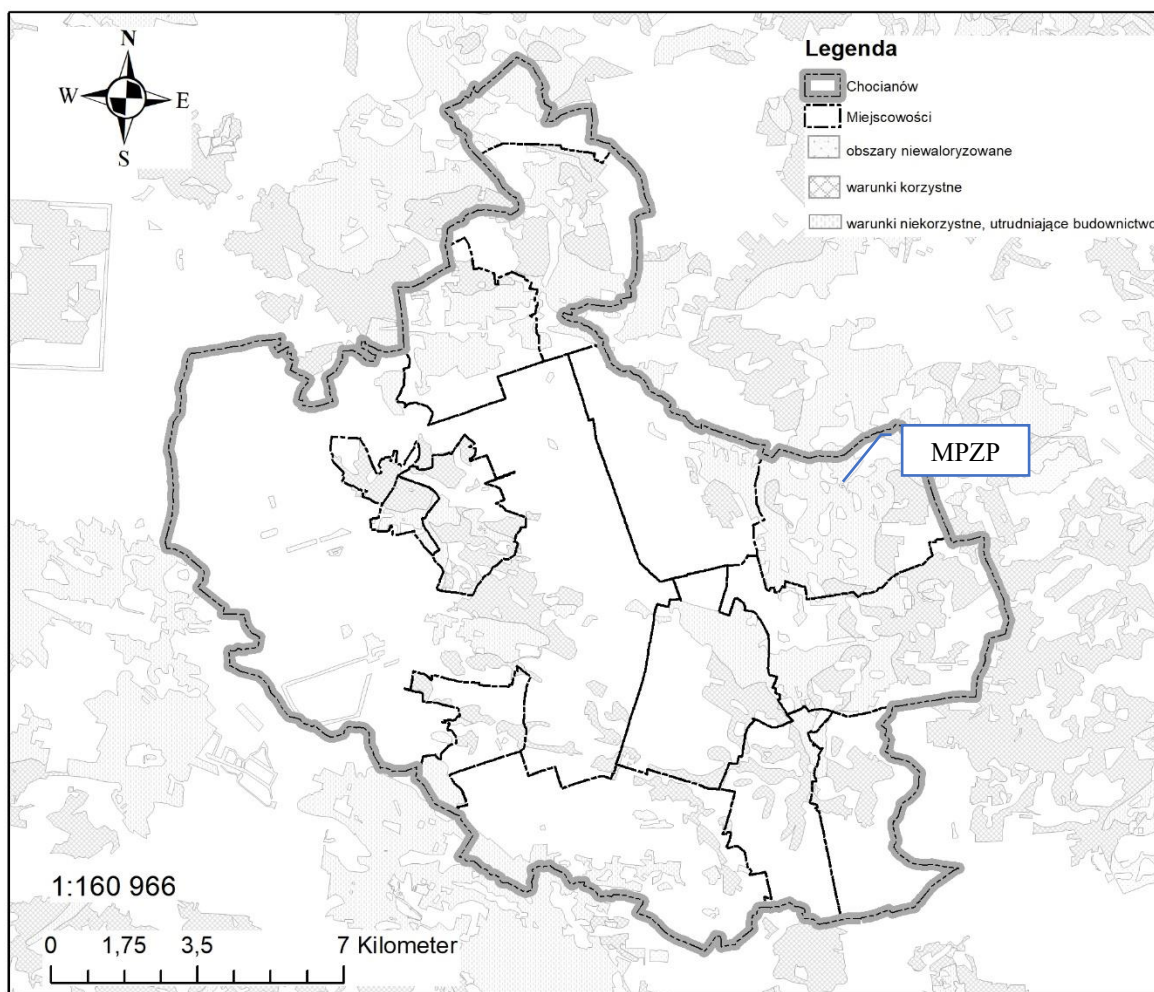 N
W E
S
Legenda
Chocianów
Miejscowości
obszary niewaloryzowane
warunki korzystne
warunki niekorzystne, utrudniające budownictwo
MPZP
1:160 966
0 1,75 3,5 7 Kilometer